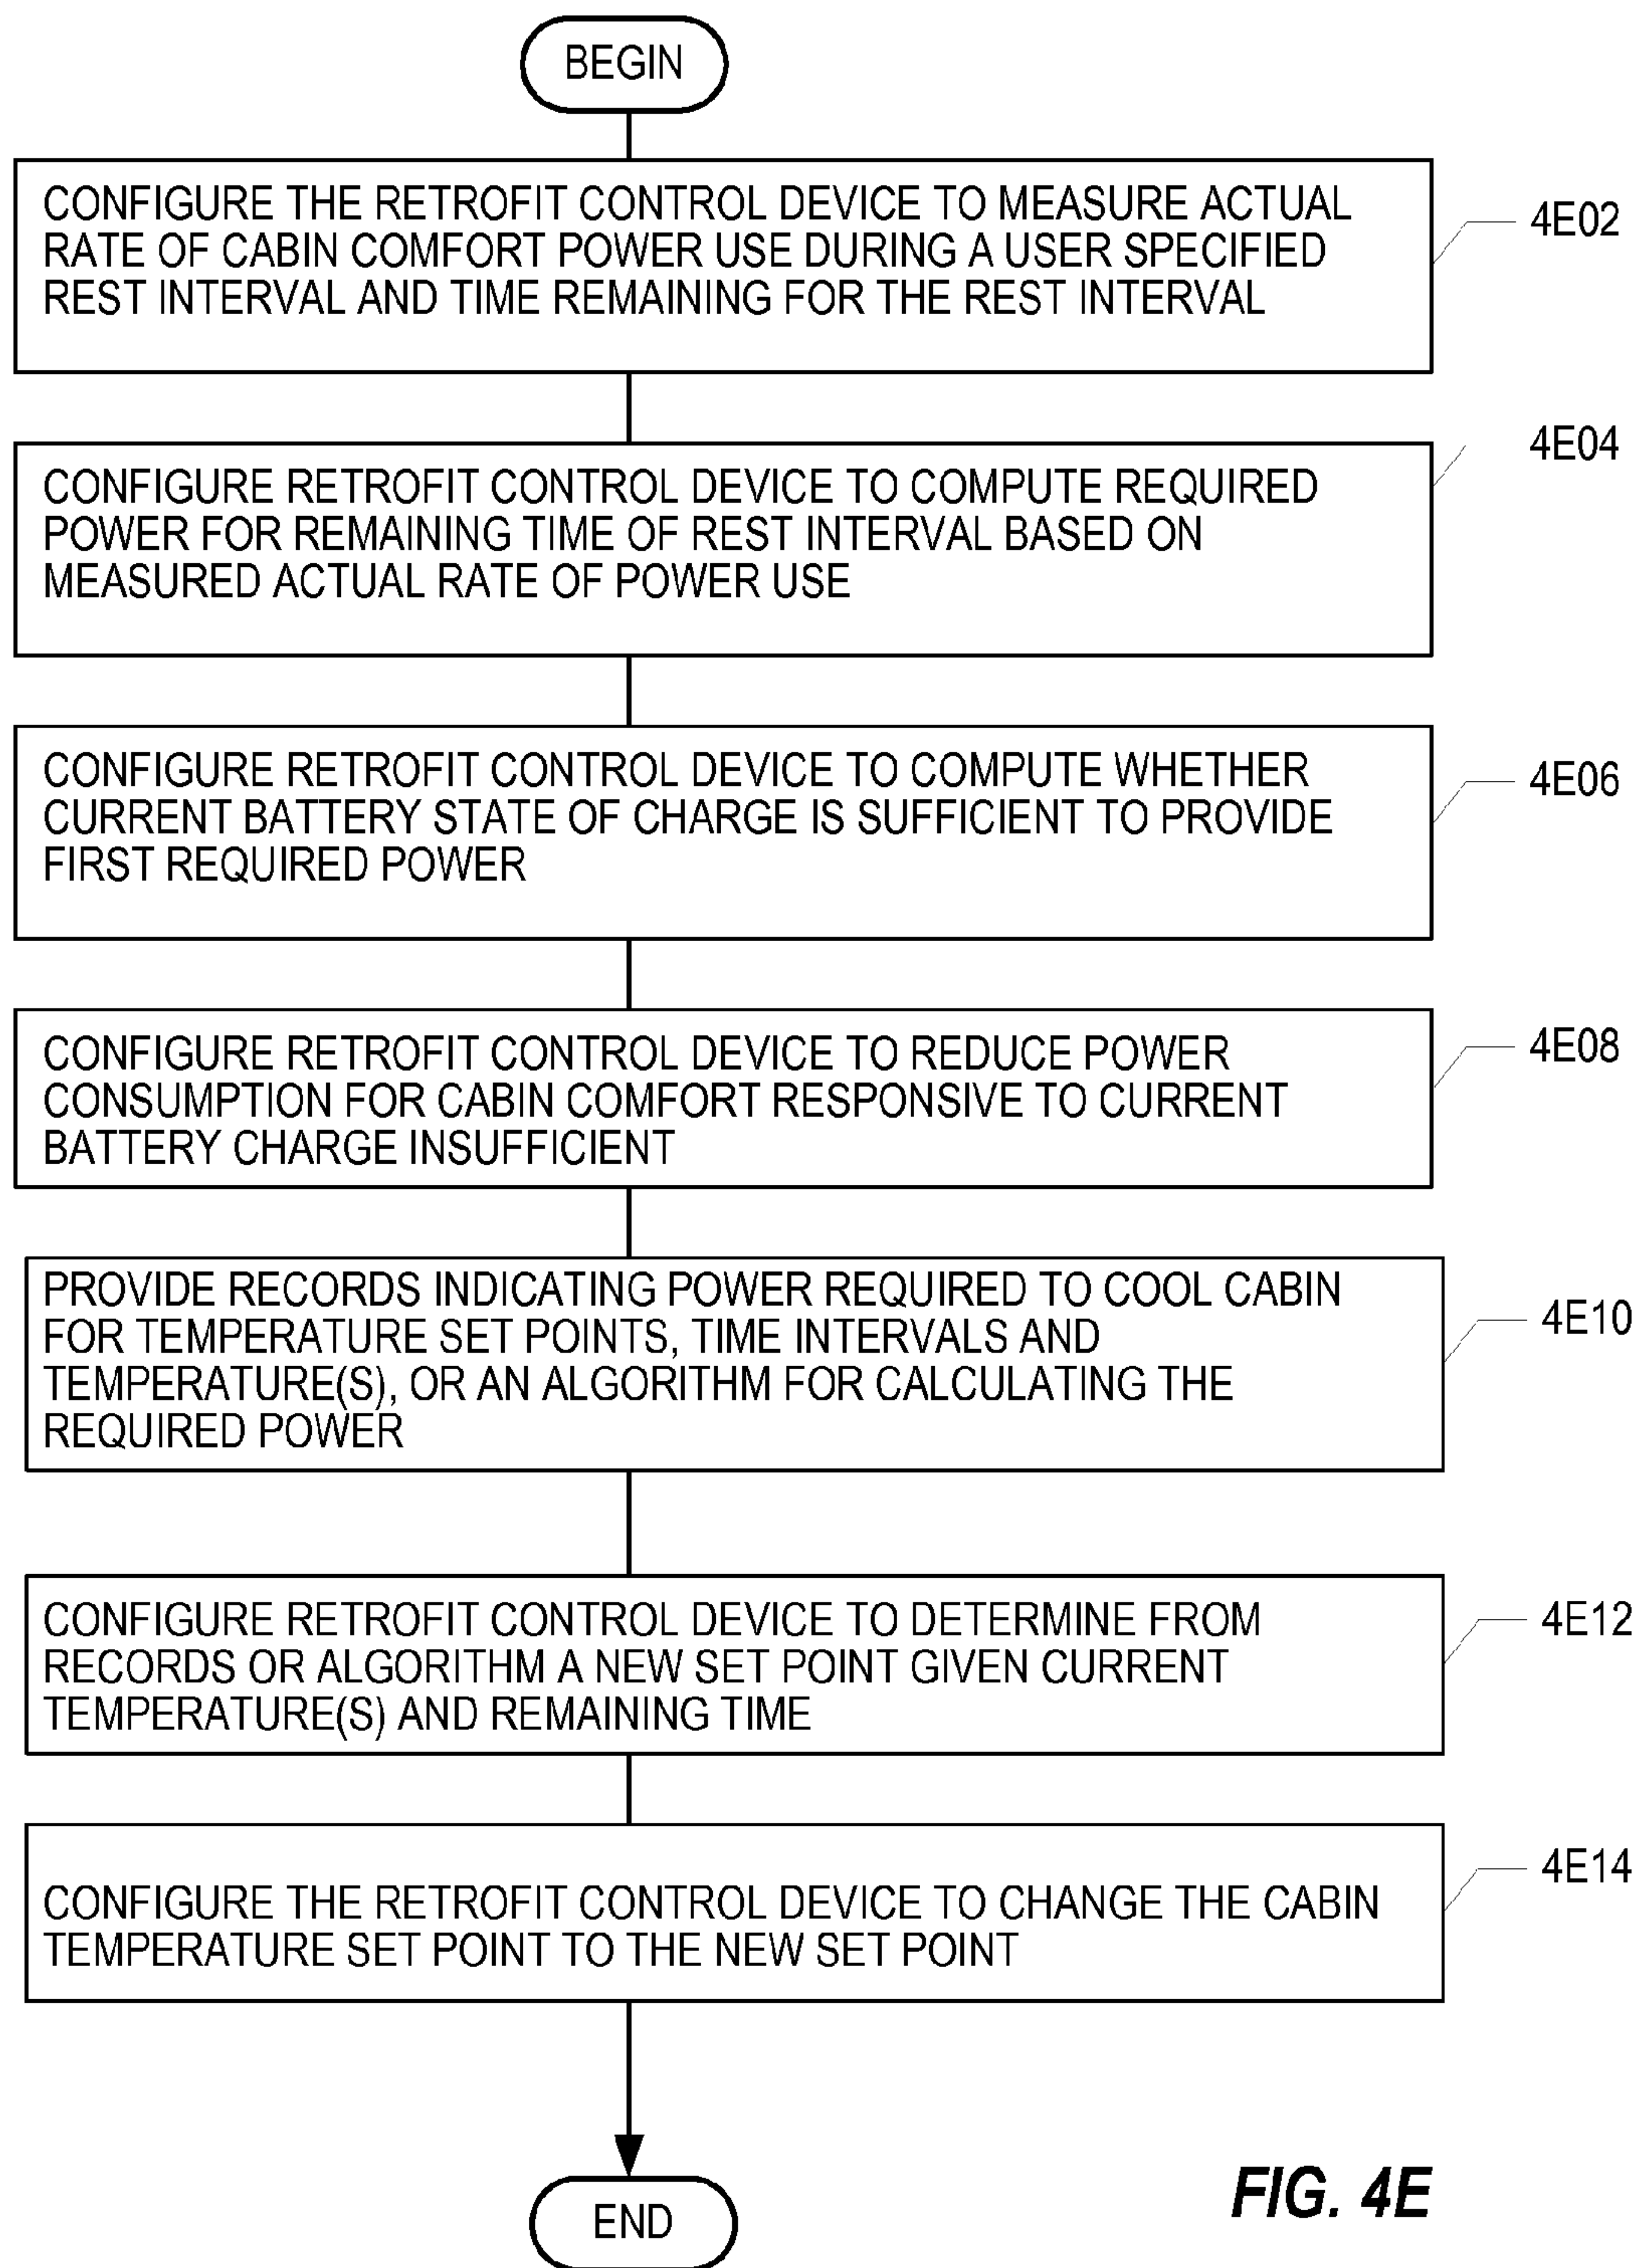 BEGIN
CONFIGURE THE RETROFIT CONTROL DEVICE TO MEASURE ACTUAL
RATE OF CABIN COMFORT POWER USE DURING A USER SPECIFIED
REST INTERVAL AND TIME REMAINING FOR THE REST INTERVAL
4E02
CONFIGURE RETROFIT CONTROL DEVICE TO COMPUTE REQUIRED
POWER FOR REMAINING TIME OF REST INTERVAL BASED ON
MEASURED ACTUAL RATE OF POWER USE
4E04
CONFIGURE RETROFIT CONTROL DEVICE TO COMPUTE WHETHER
CURRENT BATTERY STATE OF CHARGE IS SUFFICIENT TO PROVIDE
FIRST REQUIRED POWER
4E06
CONFIGURE RETROFIT CONTROL DEVICE TO REDUCE POWER
CONSUMPTION FOR CABIN COMFORT RESPONSIVE TO CURRENT
BATTERY CHARGE INSUFFICIENT
4E08
PROVIDE RECORDS INDICATING POWER REQUIRED TO COOL CABIN
FOR TEMPERATURE SET POINTS, TIME INTERVALS AND
TEMPERATURE(S), OR AN ALGORITHM FOR CALCULATING THE
REQUIRED POWER
4E10
CONFIGURE RETROFIT CONTROL DEVICE TO DETERMINE FROM
RECORDS OR ALGORITHM A NEW SET POINT GIVEN CURRENT
TEMPERATURE(S) AND REMAINING TIME
4E12
CONFIGURE THE RETROFIT CONTROL DEVICE TO CHANGE THE CABIN
TEMPERATURE SET POINT TO THE NEW SET POINT
4E14
END
FIG. 4E